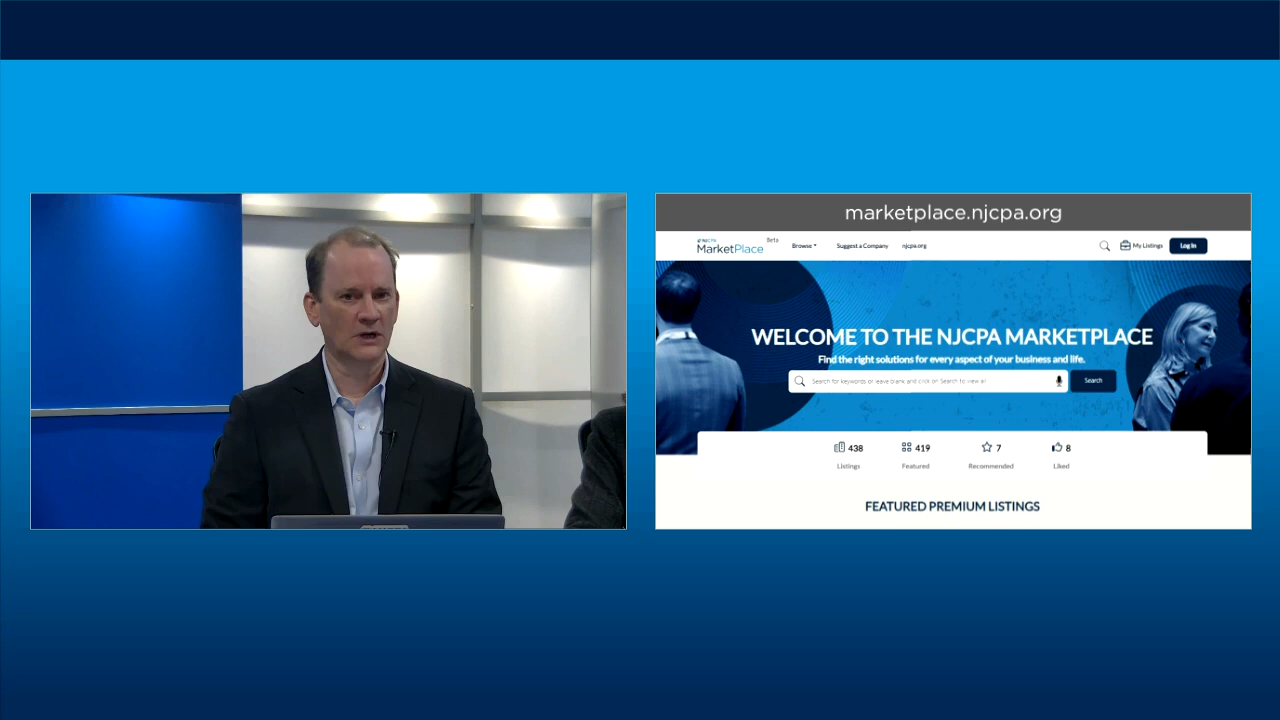 marketplace.njcpa.org
NJCPA
MarketPlace
Beta
Browse
Suggest a Company
njcpa.org
My Listings
Log In
WELCOME TO THE NJCPA MARKETPLACE
Find the right solutions for every aspect of your business and life.
Search for keywords or leave blank and click on Search to view all
Search
438
419
7
8
Listings
Featured
Recommended
Liked
FEATURED PREMIUM LISTINGS